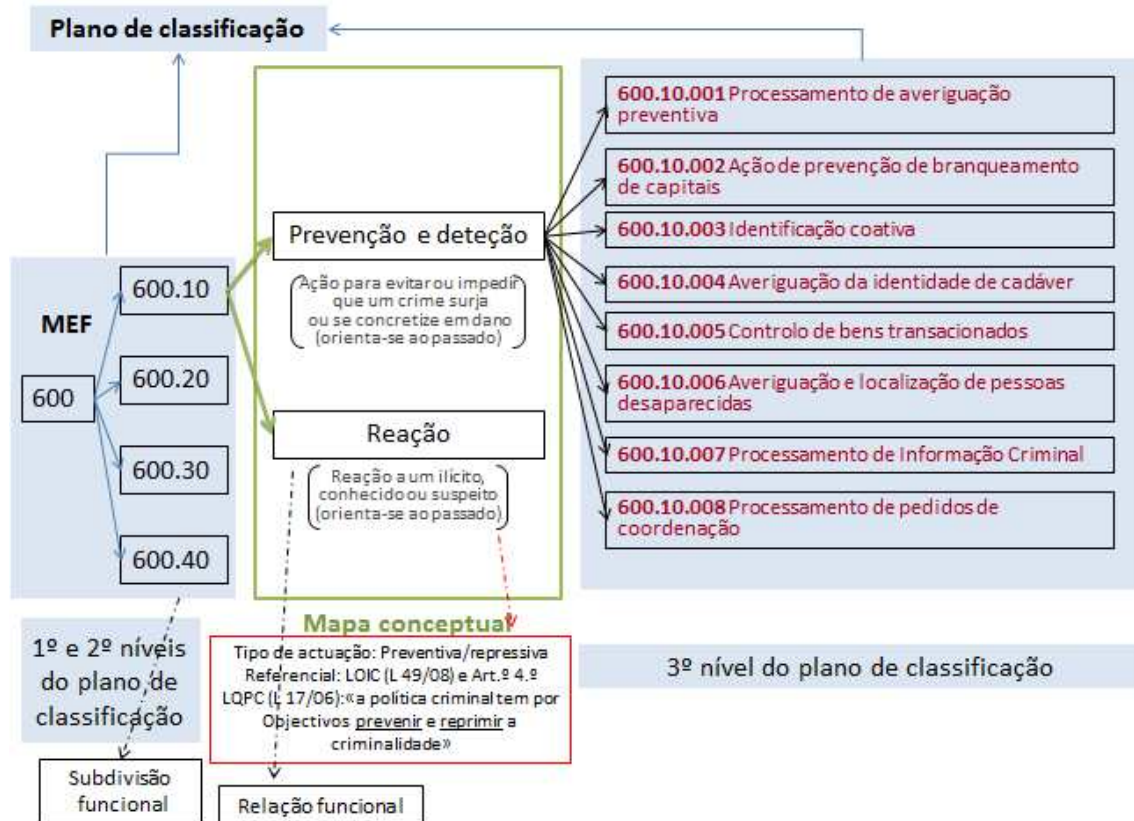 Plano de classificação
MEF
600
600.10
600.20
600.30
600.40
Prevenção e deteção
Ação para evitar ou impedir
que um crime surja
ou se concretize em dano
(orienta-se ao passado)
Reação
Reação a um ilícito,
conhecido ou suspeito
(orienta-se ao passado)
Mapa conceptual
600.10.001 Processamento de averiguação
preventiva
600.10.002 Ação de prevenção de branqueamento
de capitais
600.10.003 Identificação coativa
600.10.004 Averiguação da identidade de cadáver
600.10.005 Controlo de bens transacionados
600.10.006 Averiguação e localização de pessoas
desaparecidas
600.10.007 Processamento de Informação Criminal
600.10.008 Processamento de pedidos de
coordenação
1º e 2º níveis
do plano de
classificação
Tipo de actuação: Preventiva/repressiva
Referencial: LOIC (L 49/08) e Art.º 4.º
LQPC (L 17/06):«a política criminal tem por
Objectivos prevenir e reprimir a
criminalidade»
3º nível do plano de classificação
Subdivisão
funcional
Relação funcional